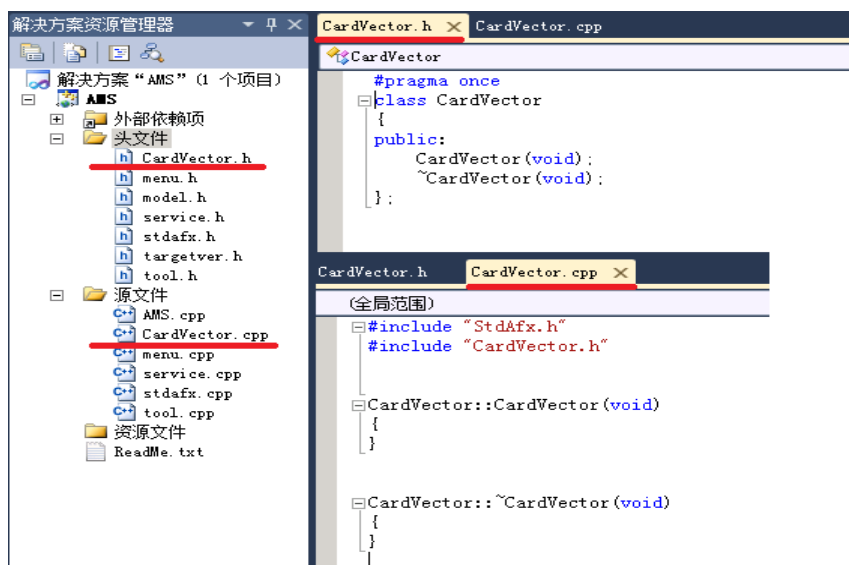 解决方案资源管理器
解决方案“AMS”(1 个项目)
AMS
外部依赖项
头文件
CardVector.h
menu.h
model.h
service.h
stdafx.h
targetver.h
tool.h
源文件
AMS.cpp
CardVector.cpp
menu.cpp
service.cpp
stdafx.cpp
tool.cpp
资源文件
ReadMe.txt
CardVector.h CardVector.cpp
CardVector
#pragma once
class CardVector
{
public:
CardVector(void);
~CardVector(void);
};
CardVector.h CardVector.cpp
(全局范围)
#include "StdAfx.h"
#include "CardVector.h"
CardVector::CardVector(void)
{
}
CardVector::~CardVector(void)
{
}